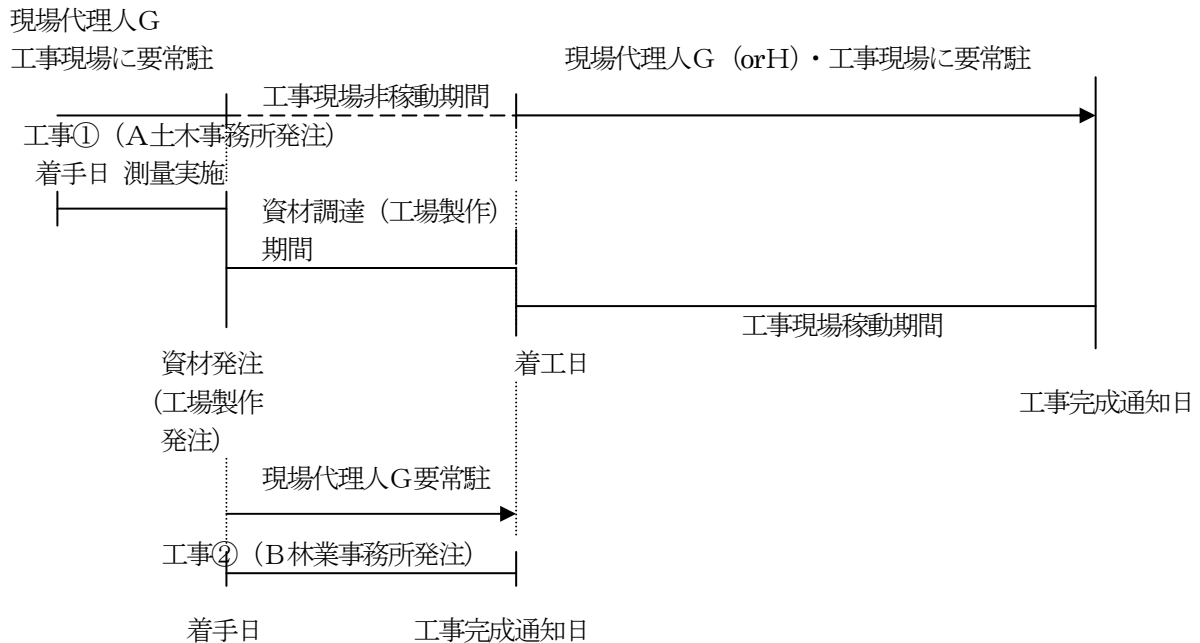 現場代理人Ｇ
工事現場に要常駐
現場代理人Ｇ（orＨ）・工事現場に要常駐
工事現場非稼動期間
工事①（Ａ土木事務所発注）
着手日 測量実施
資材調達（工場製作）
期間
工事現場稼動期間
資材発注
（工場製作
発注）
着工日
工事完成通知日
現場代理人Ｇ要常駐
工事②（Ｂ林業事務所発注）
着手日
工事完成通知日